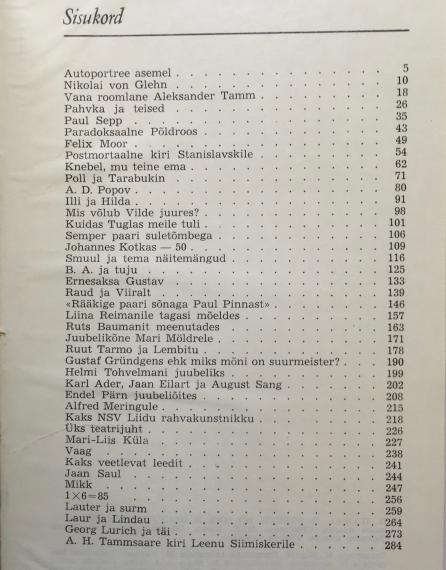 Sisukord
Autoportree asemel . . . . . . . . . . . . . . . 5
Nikolai von Glehn . . . . . . . . . . . . . . . 10
Vana roomlane Aleksander Tamm . . . . . . . . . . 18
Pahvka ja teised . . . . . . . . . . . . . . . 26
Paul Sepp . . . . . . . . . . . . . . . . . . 35
Paradoksaalne Põldroos . . . . . . . . . . . . . 43
Felix Moor . . . . . . . . . . . . . . . . . . 49
Postmortaalne kiri Stanislavskile . . . . . . . . . . 54
Knebel, mu teine ema . . . . . . . . . . . . . . 62
Poll ja Tarabukin . . . . . . . . . . . . . . . 71
A. D. Popov . . . . . . . . . . . . . . . . . 80
Illi ja Hilda . . . . . . . . . . . . . . . . . 91
Mis võlub Vilde juures? . . . . . . . . . . . . . 98
Kuidas Tuglas meile tuli . . . . . . . . . . . . . 101
Semper paari suletõmbega . . . . . . . . . . . . 106
Johannes Kotkas — 50 . . . . . . . . . . . . . . 109
Smuul ja tema näitemängud . . . . . . . . . . . . 116
B. A. ja tuju . . . . . . . . . . . . . . . . . 125
Ernesaksa Gustav . . . . . . . . . . . . . . . 133
Raud ja Viiralt . . . . . . . . . . . . . . . . 139
«Rääkige paari sõnaga Paul Pinnast» . . . . . . . . . 146
Liina Reimanile tagasi mõeldes . . . . . . . . . . . 157
Ruts Baumanit meenutades . . . . . . . . . . . . 163
Juubelikõne Mari Möldrele . . . . . . . . . . . . 171
Ruut Tarmo ja Lembitu . . . . . . . . . . . . . 178
Gustaf Gründgens ehk miks mõni on suurmeister? . . . . 190
Helmi Tohvelmani juubeliks . . . . . . . . . . . . 199
Karl Ader, Jaan Eilart ja August Sang . . . . . . . . 202
Endel Pärn juubeliõites . . . . . . . . . . . . . 208
Alfred Meringule . . . . . . . . . . . . . . . 215
Kaks NSV Liidu rahvakunstnikku . . . . . . . . . . 218
Üks teatrijuht . . . . . . . . . . . . . . . . 226
Mari-Liis Küla . . . . . . . . . . . . . . . . 227
Vaag . . . . . . . . . . . . . . . . . . . . 238
Kaks veetlevat leedit . . . . . . . . . . . . . . 241
Jaan Saul . . . . . . . . . . . . . . . . . . 244
Mikk . . . . . . . . . . . . . . . . . . . . 247
1×6=85 . . . . . . . . . . . . . . . . . . . 256
Lauter ja surm . . . . . . . . . . . . . . . . 259
Laur ja Lindau . . . . . . . . . . . . . . . . 264
Georg Lurich ja täi . . . . . . . . . . . . . . . 273
A. H. Tammsaare kiri Leenu Siimiskerile . . . . . . . 284